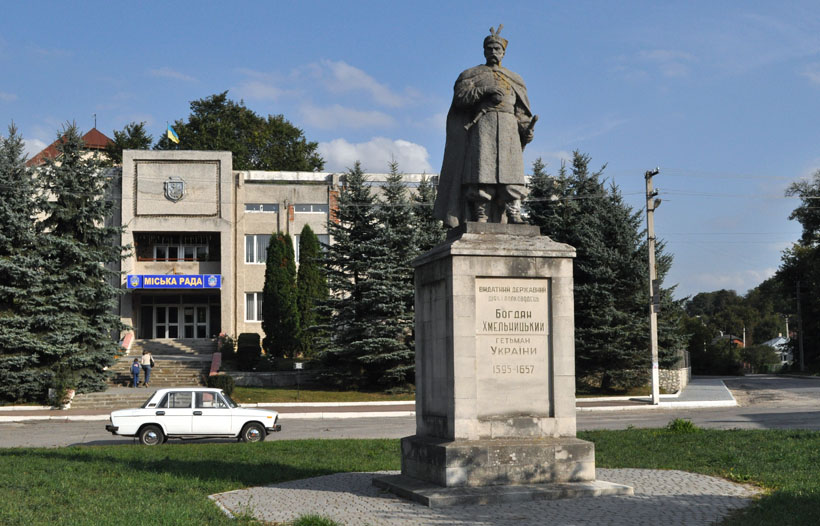 МІСЬКА РАДА
ВИДАТНИЙ ДЕРЖАВНИЙ
ДІЯЧ І ПОЛКОВОДЕЦЬ
БОГДАН
ХМЕЛЬНИЦЬКИЙ
ГЕТЬМАН
УКРАЇНИ
1595-1657